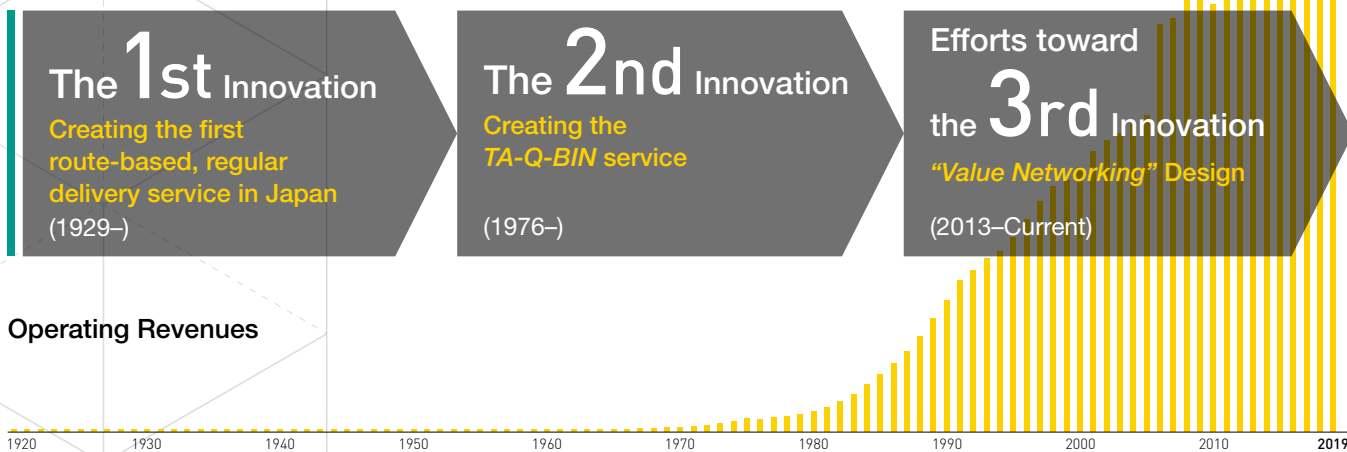 The 1st Innovation
Creating the first
route-based, regular
delivery service in Japan
(1929–)
The 2nd Innovation
Creating the
TA-Q-BIN service
(1976–)
Efforts toward
the 3rd Innovation
“Value Networking” Design
(2013–Current)
Operating Revenues
1920 1930 1940 1950 1960 1970 1980 1990 2000 2010 2019